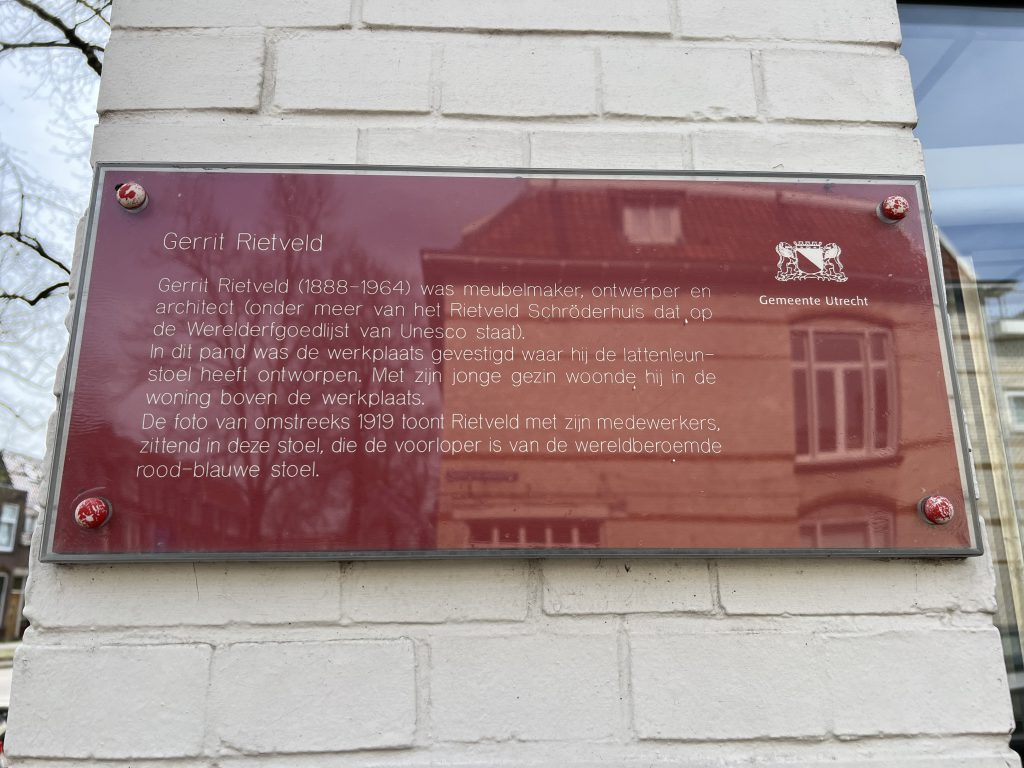 Gerrit Rietveld
Gerrit Rietveld (1888-1964) was meubelmaker, ontwerper en
architect (onder meer van het Rietveld Schröderhuis dat op
de Werelderfgoedlijst van Unesco staat).
In dit pand was de werkplaats gevestigd waar hij de lattenleun-
stoel heeft ontworpen. Met zijn jonge gezin woonde hij in de
woning boven de werkplaats.
De foto van omstreeks 1919 toont Rietveld met zijn medewerkers,
zittend in deze stoel, die de voorloper is van de wereldberoemde
rood-blauwe stoel.
Gemeente Utrecht